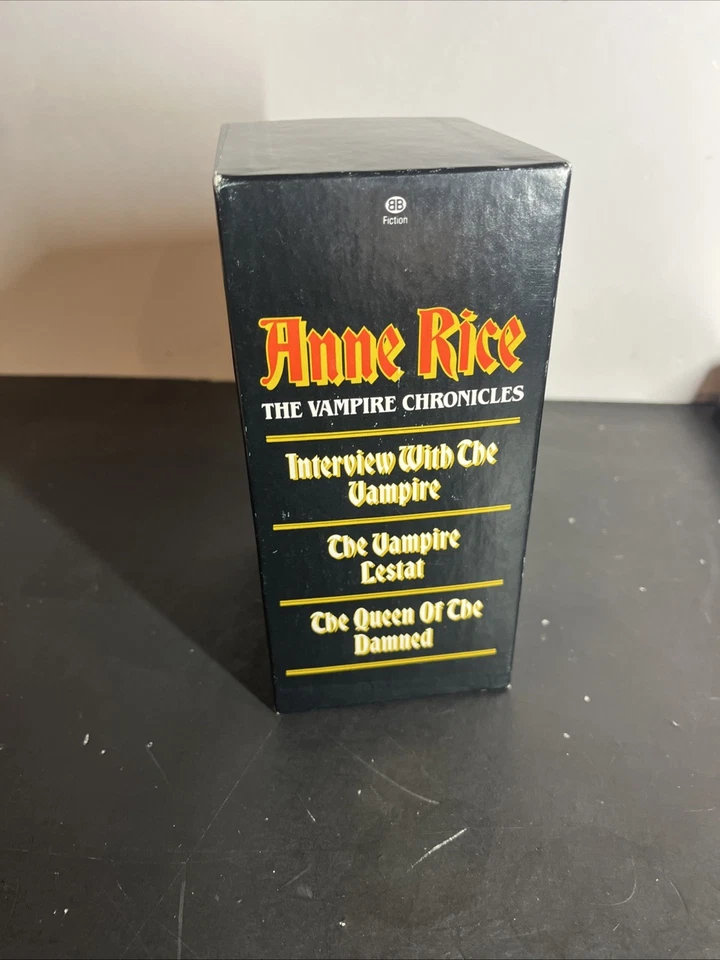 BB
Fiction
Anne Rice
THE VAMPIRE CHRONICLES
Interview With The
Vampire
The Vampire
Lestat
The Queen Of The
Damned